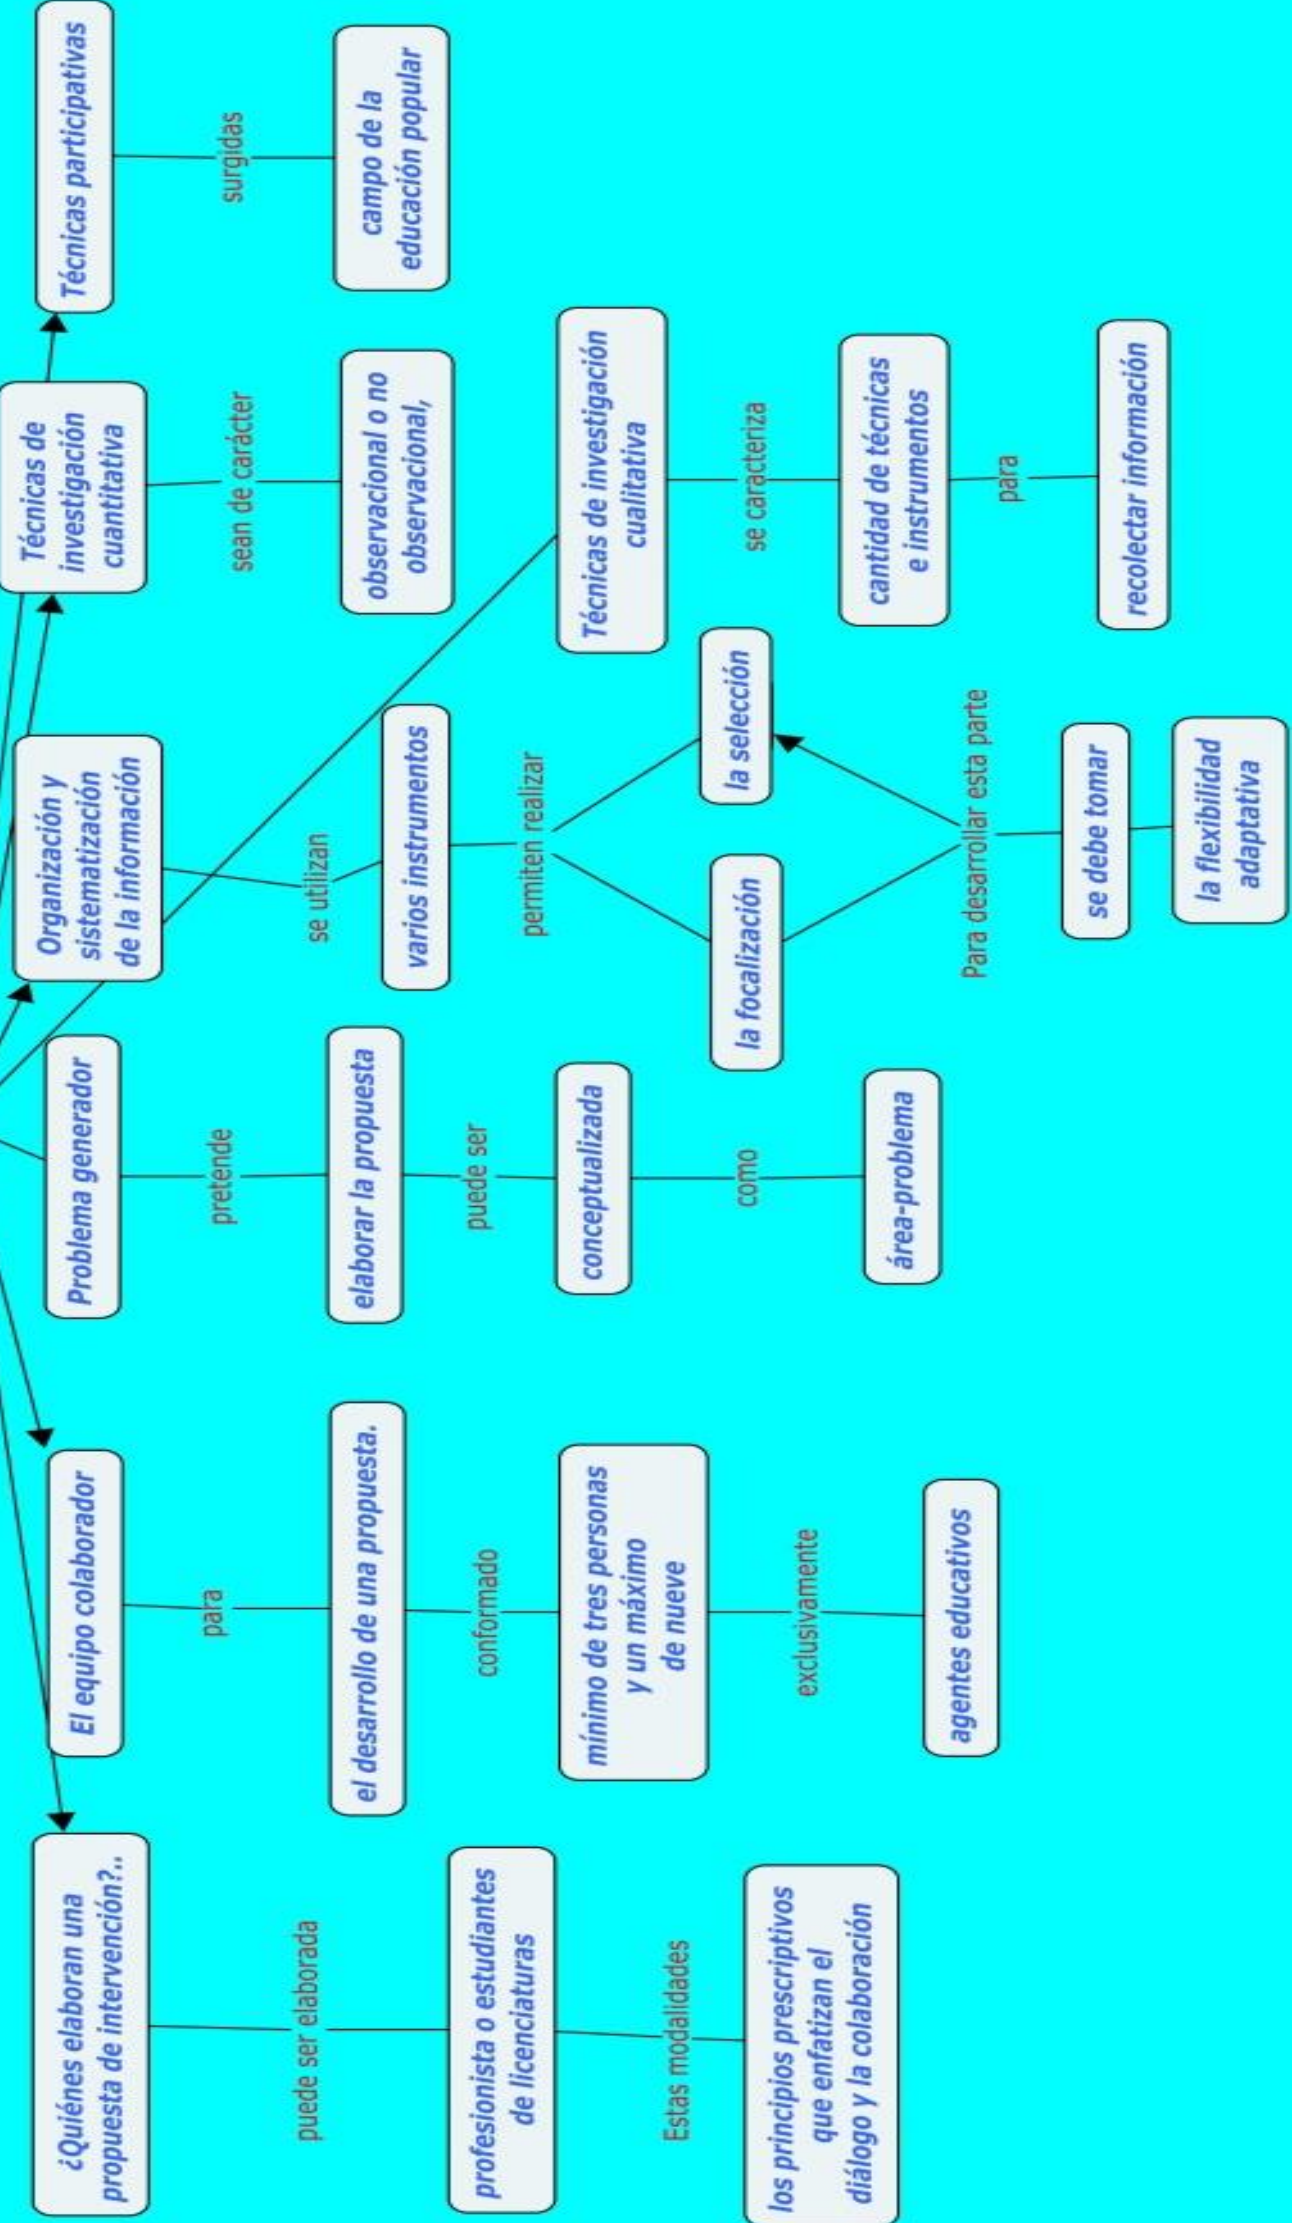 ¿Quiénes elaboran una
propuesta de intervención?..
puede ser elaborada
profesionista o estudiantes
de licenciaturas
Estas modalidades
los principios prescriptivos
que enfatizan el
diálogo y la colaboración
El equipo colaborador
para
el desarrollo de una propuesta.
conformado
mínimo de tres personas
y un máximo
de nueve
exclusivamente
agentes educativos
Problema generador
pretende
elaborar la propuesta
puede ser
conceptualizada
como
área-problema
Organización y
sistematización
de la información
se utilizan
varios instrumentos
permiten realizar
la focalización
la selección
Para desarrollar esta parte
se debe tomar
la flexibilidad
adaptativa
Técnicas de
investigación
cuantitativa
sean de carácter
observacional o no
observacional,
Técnicas de investigación
cualitativa
se caracteriza
cantidad de técnicas
e instrumentos
para
recolectar información
Técnicas participativas
surgidas
campo de la
educación popular